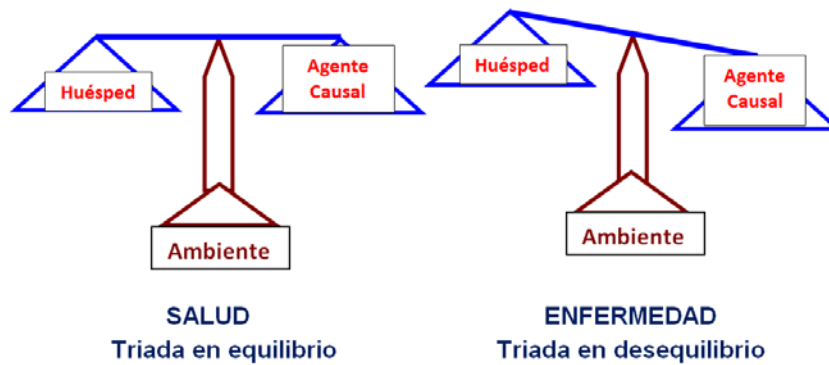 Huésped
Agente
Causal
Ambiente
SALUD
Triada en equilibrio
Huésped
Agente
Causal
Ambiente
ENFERMEDAD
Triada en desequilibrio